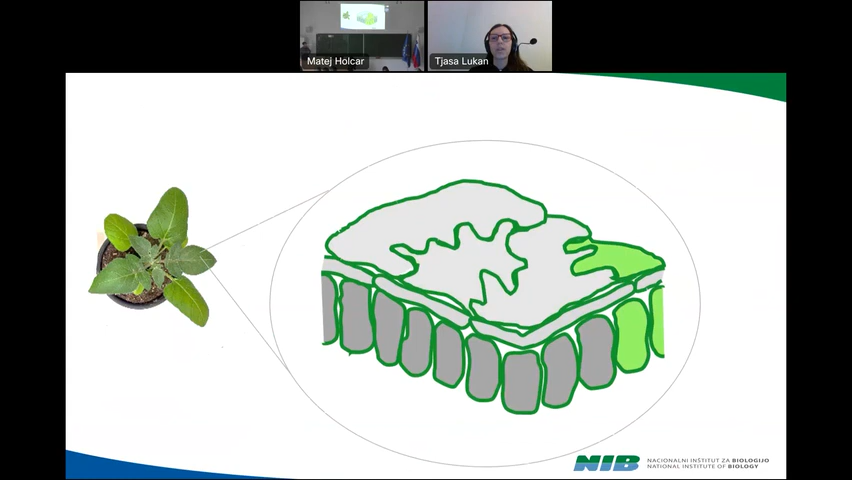 Matej Holcar
Tjasa Lukan
NIB
NACIONALNI INŠTITUT ZA BIOLOGIJO
NATIONAL INSTITUTE OF BIOLOGY